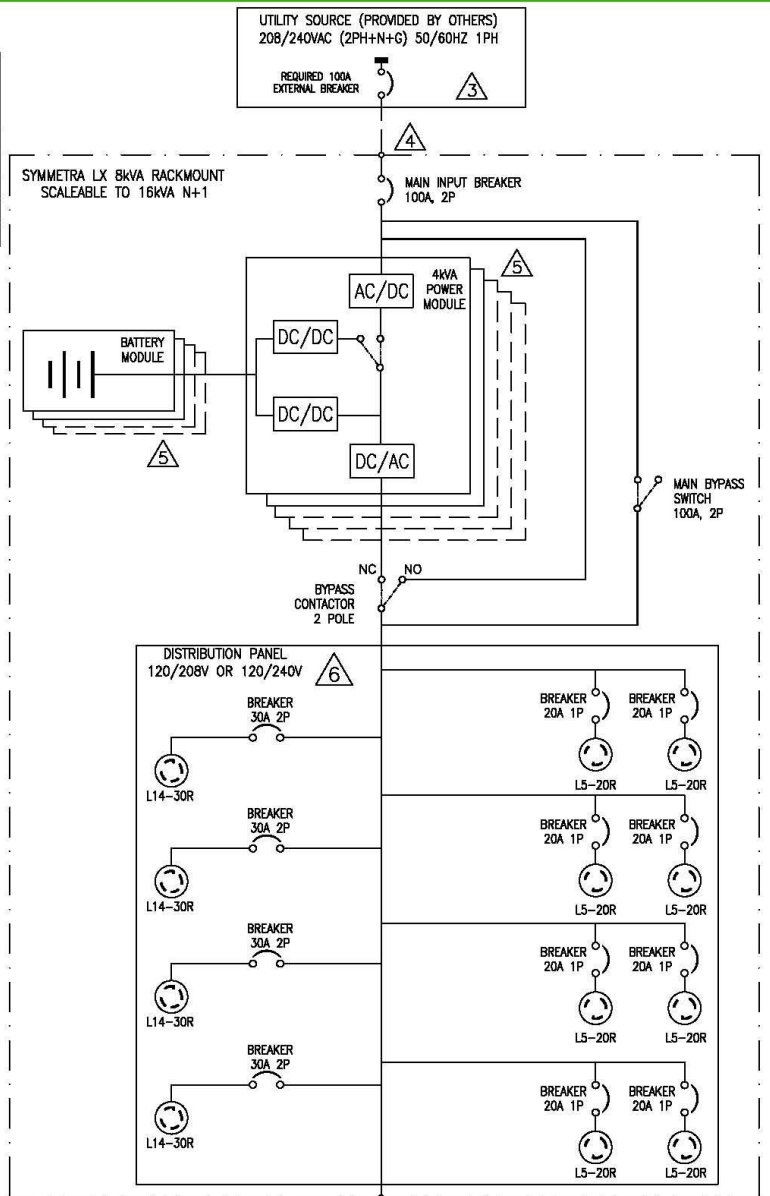 UTILITY SOURCE (PROVIDED BY OTHERS)
208/240VAC (2PH+N+G) 50/60HZ 1PH
REQUIRED 100A
EXTERNAL BREAKER
3
4
SYMMETRA LX 8kVA RACKMOUNT
SCALEABLE TO 16kVA N+1
MAIN INPUT BREAKER
100A, 2P
5
4kVA
POWER
MODULE
AC/DC
BATTERY
MODULE
DC/DC
DC/DC
5
DC/AC
MAIN BYPASS
SWITCH
100A, 2P
NC
NO
BYPASS
CONTACTOR
2 POLE
DISTRIBUTION PANEL
120/208V OR 120/240V
6
BREAKER
30A 2P
L14-30R
BREAKER
20A 1P
L5-20R
BREAKER
20A 1P
L5-20R
BREAKER
30A 2P
L14-30R
BREAKER
20A 1P
L5-20R
BREAKER
20A 1P
L5-20R
BREAKER
30A 2P
L14-30R
BREAKER
20A 1P
L5-20R
BREAKER
20A 1P
L5-20R
BREAKER
30A 2P
L14-30R
BREAKER
20A 1P
L5-20R
BREAKER
20A 1P
L5-20R